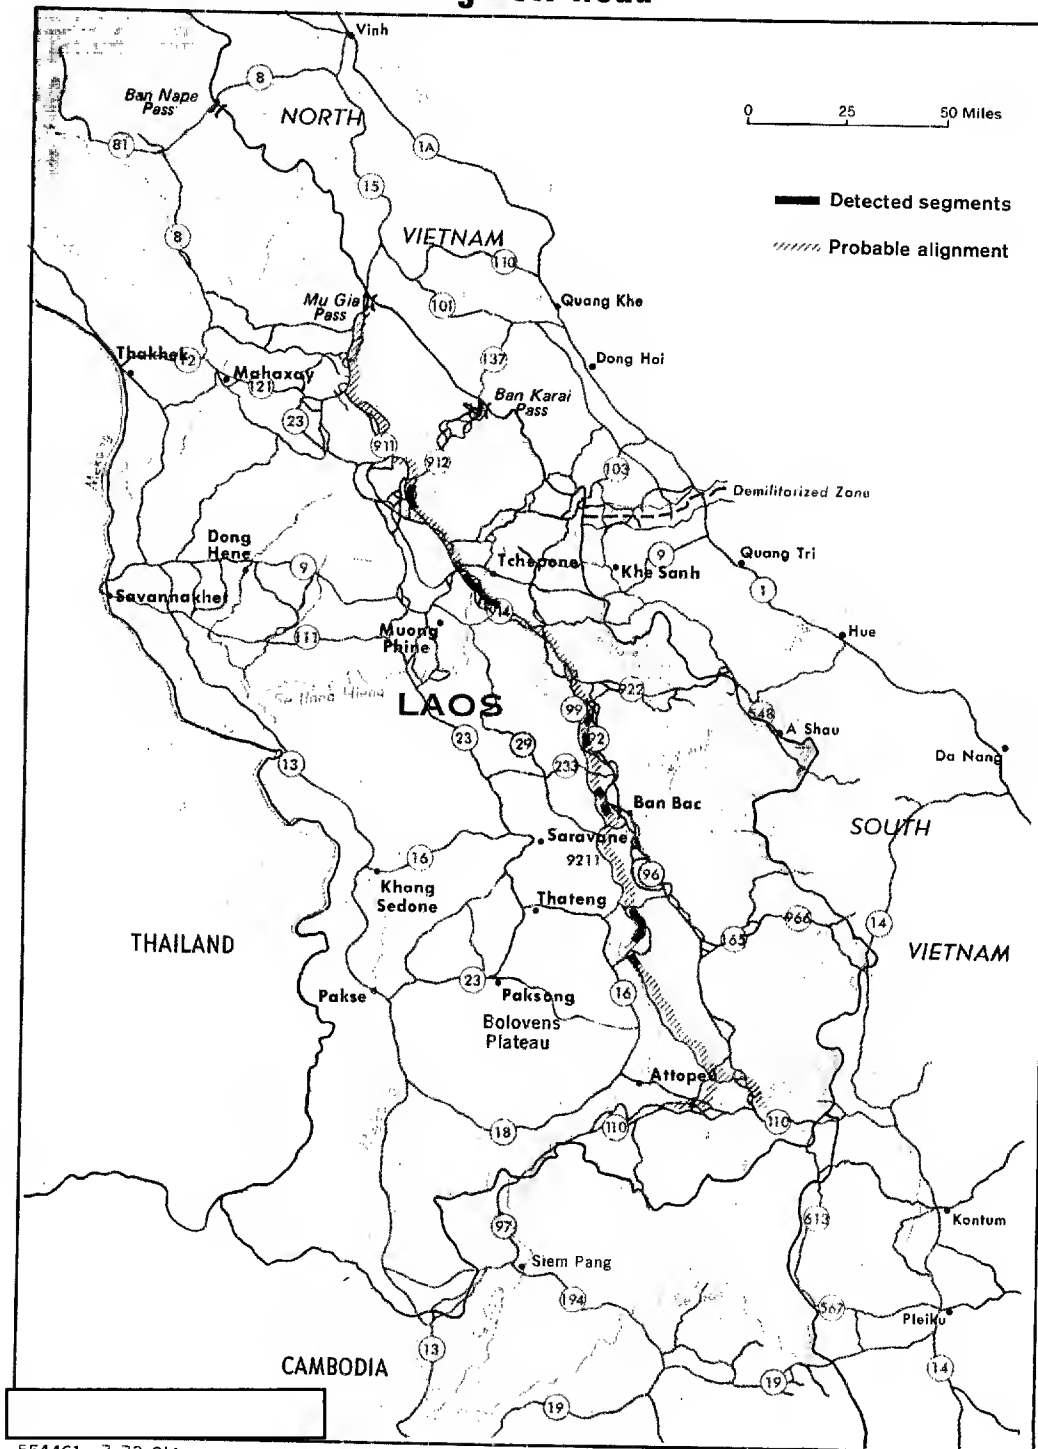 Road
Vinh
8
Ban Nape
Pass
NORTH
0 25 50 Miles
1A
81
15
Detected segments
8
VIETNAM
Probable alignment
110
Mu Gia
Pass
101
Quang Khe
Thakhek
12
137
Dong Hoi
Mahaxay
121
Ban Karai
Pass
23
911
912
103
Demilitarized Zone
Dong
Hene
9
Tchepone
9
Quang Tri
Khe Sanh
Savannakhet
1
914
111
Muong
Phine
Hue
922
LAOS
99
548
A Shau
23
29
92
13
233
Da Nang
Ban Bac
SOUTH
Saravane
16
9211
96
Khang
Sedone
Thateng
966
14
THAILAND
165
VIETNAM
23
Pakse
Paksong
16
Bolovens
Plateau
Attopeu
18
110
110
97
613
Kontum
Siem Pang
194
567
Pleiku
13
CAMBODIA
14
19
19